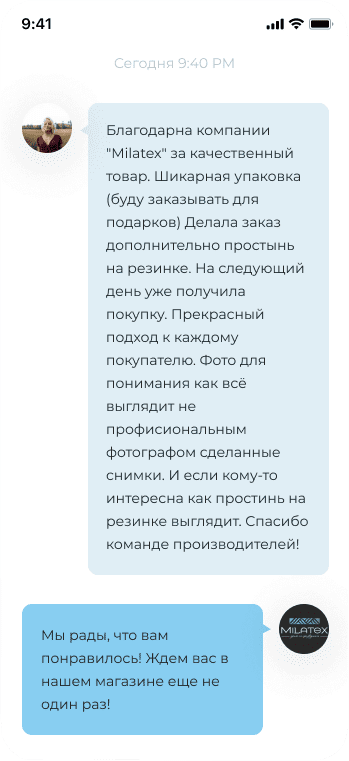 9:41
Сегодня 9:40 PM
Благодарна компании
"Milatex" за качественный
товар. Шикарная упаковка
(буду заказывать для
подарков) Делала заказ
дополнительно простынь
на резинке. На следующий
день уже получила
покупку. Прекрасный
подход к каждому
покупателю. Фото для
понимания как всё
выглядит не
професиональным
фотографом сделанные
снимки. И если кому-то
интересна как простинь на
резинке выглядит. Спасибо
команде производителей!
Мы рады, что вам
понравилось! Ждем вас в
нашем магазине еще не
один раз!
MILATEX